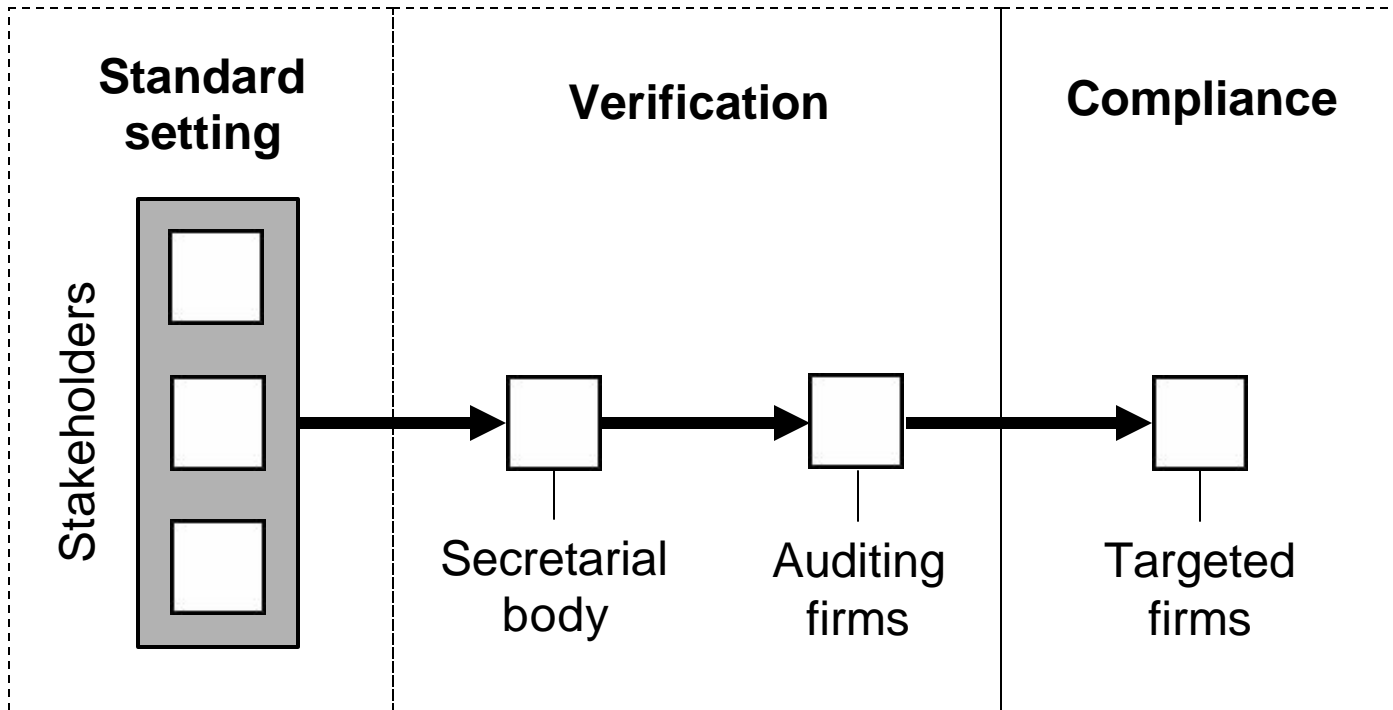 Standard
setting
Verification
Compliance
Stakeholders
Secretarial
body
Auditing
firms
Targeted
firms